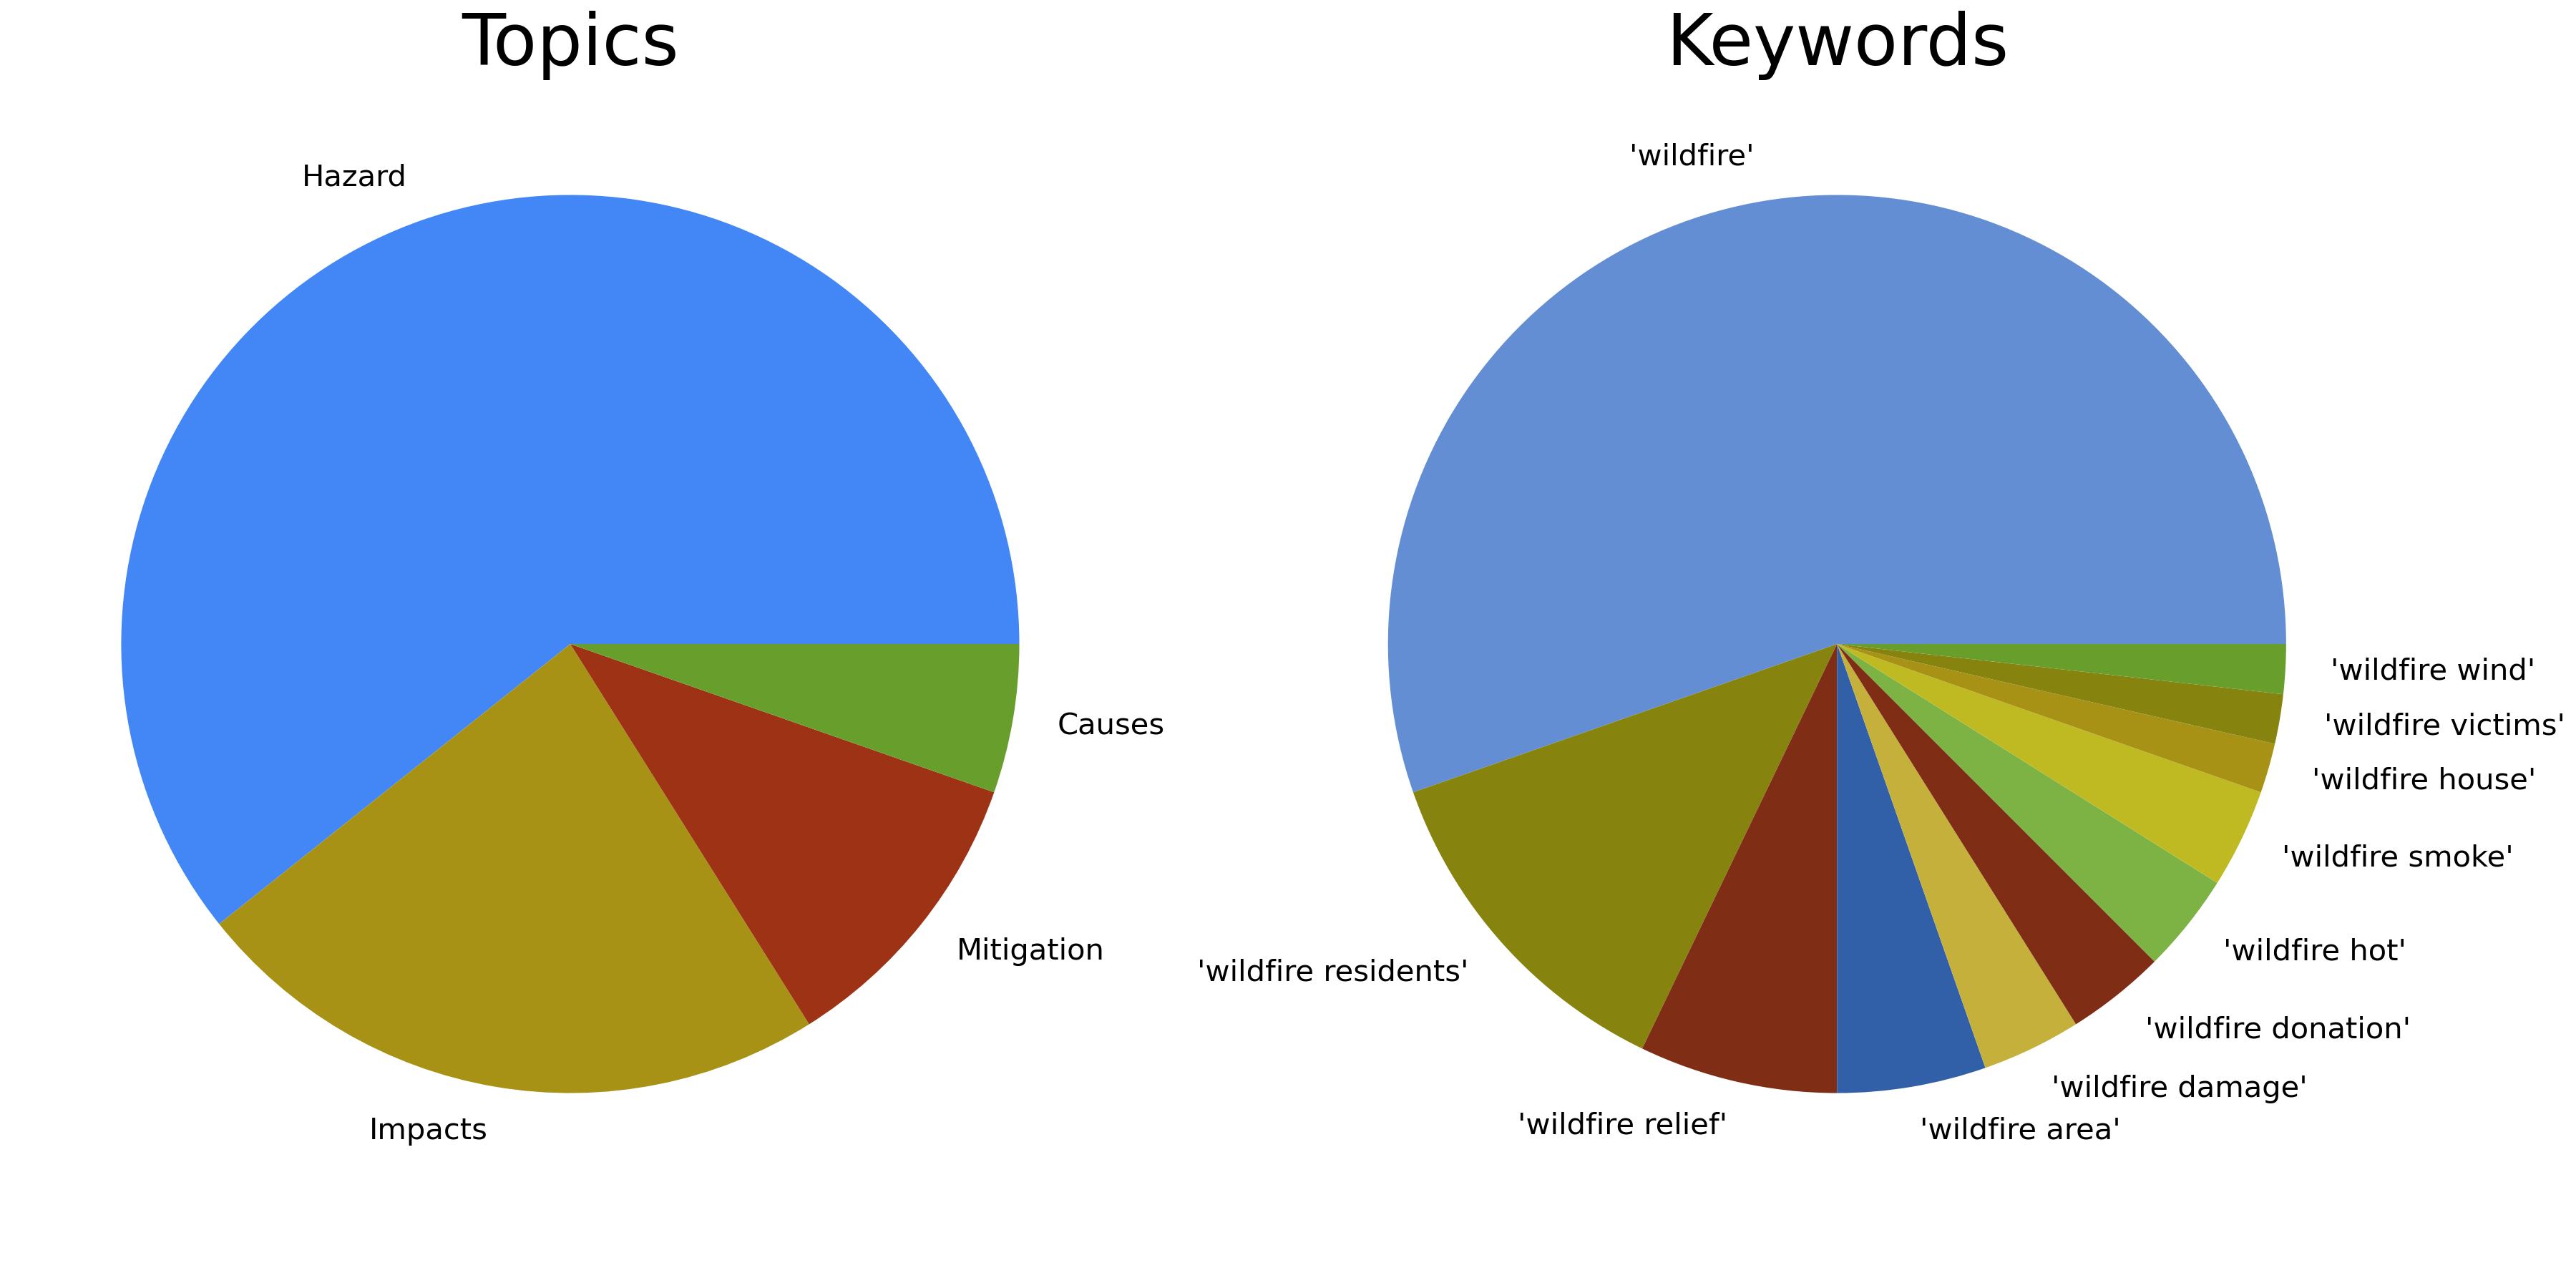 Topics
Hazard
Causes
Mitigation
Impacts
Keywords
'wildfire'
'wildfire wind'
'wildfire victims'
'wildfire house'
'wildfire smoke'
'wildfire hot'
'wildfire donation'
'wildfire damage'
'wildfire area'
'wildfire relief'
'wildfire residents'